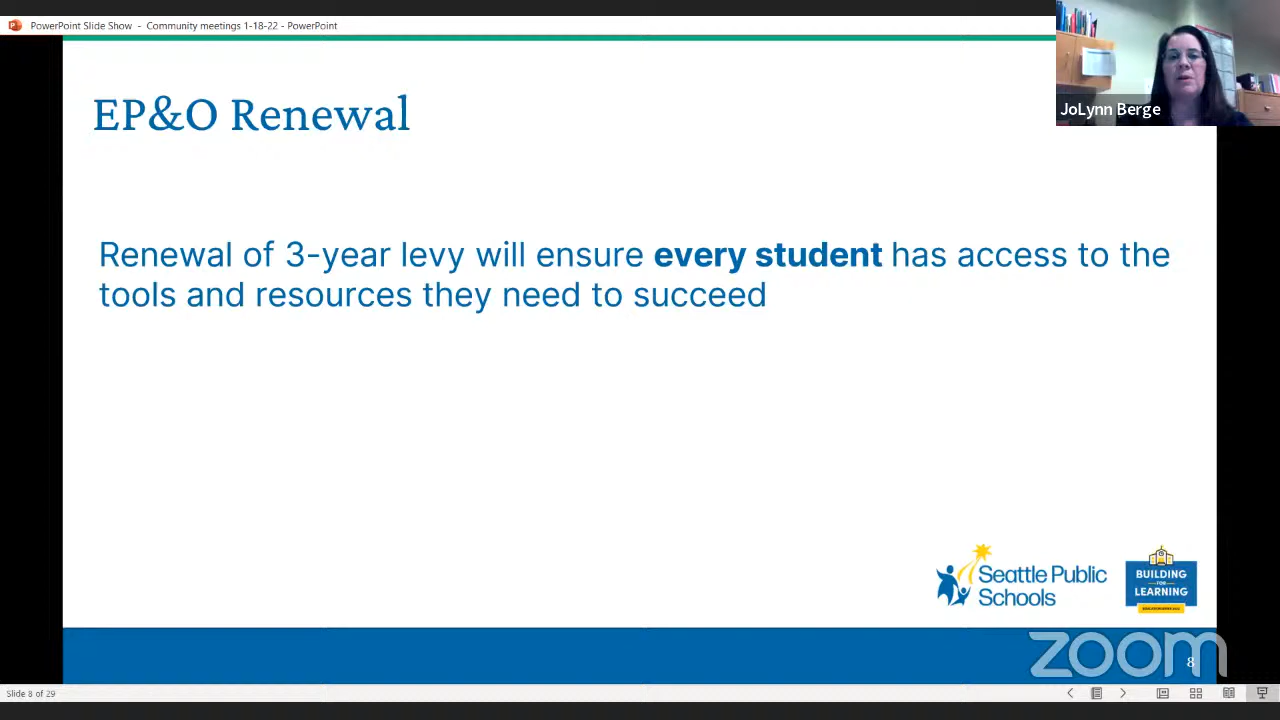 PowerPoint Slide Show - Community meetings 1-18-22 - PowerPoint
JoLynn Berge
EP&O Renewal
Renewal of 3-year levy will ensure every student has access to the
tools and resources they need to succeed
Seattle Public
Schools
BUILDING
FOR
LEARNING
zoom
8
Slide 8 of 29